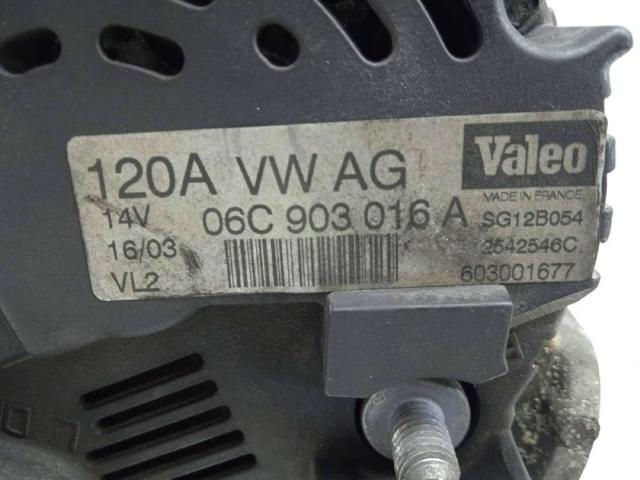 120A VW AG
Valeo
14V 06C 903 016 A
MADE IN FRANCE
SG12B054
16/03
2542546C.
VL2
603001677